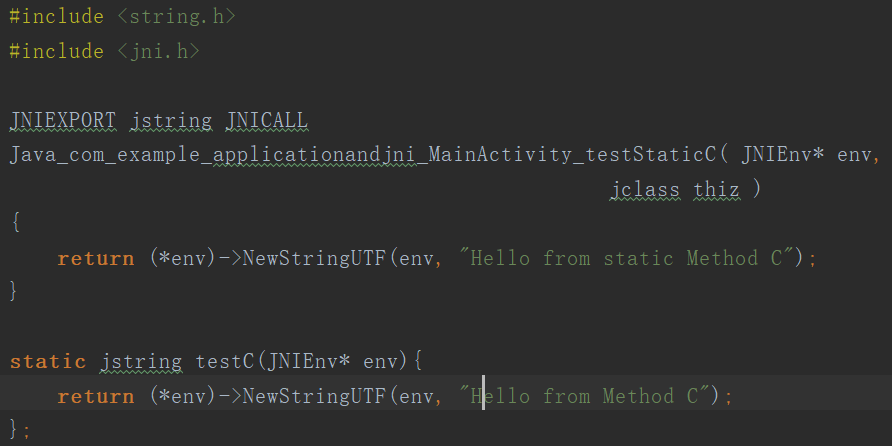 #include <string.h>
#include <jni.h>
JNIEXPORT jstring JNICALL
Java_com_example_applicationandjni_MainActivity_testStaticC( JNIEnv* env,
jclass thiz )
{
return (*env)->NewStringUTF(env, "Hello from static Method C");
}
static jstring testC(JNIEnv* env){
return (*env)->NewStringUTF(env, "Hello from Method C");
};